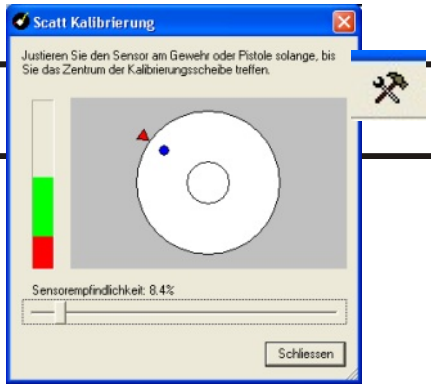 Scatt Kalibrierung
Justieren Sie den Sensor am Gewehr oder Pistole solange, bis
Sie das Zentrum der Kalibrierungsscheibe treffen.
Sensorempfindlichkeit: 8.4%
Schliessen